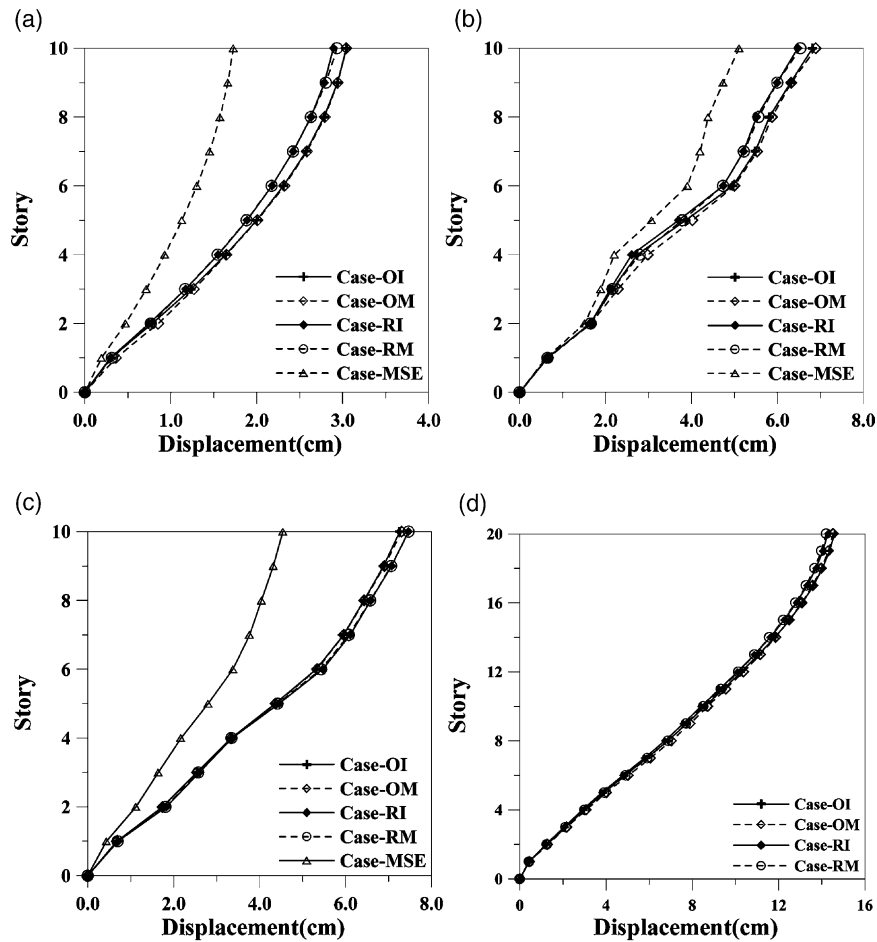 (a)
10
8
6
4
2
0
Story
0.0 1.0 2.0 3.0 4.0
Displacement(cm)
Case-OI
Case-OM
Case-RI
Case-RM
Case-MSE
(b)
10
8
6
4
2
0
Story
0.0 2.0 4.0 6.0 8.0
Dispalcement(cm)
Case-OI
Case-OM
Case-RI
Case-RM
Case-MSE
(c)
10
8
6
4
2
0
Story
0.0 2.0 4.0 6.0 8.0
Displacement(cm)
Case-OI
Case-OM
Case-RI
Case-RM
Case-MSE
(d)
20
16
12
8
4
0
Story
0 4 8 12 16
Displacement(cm)
Case-OI
Case-OM
Case-RI
Case-RM